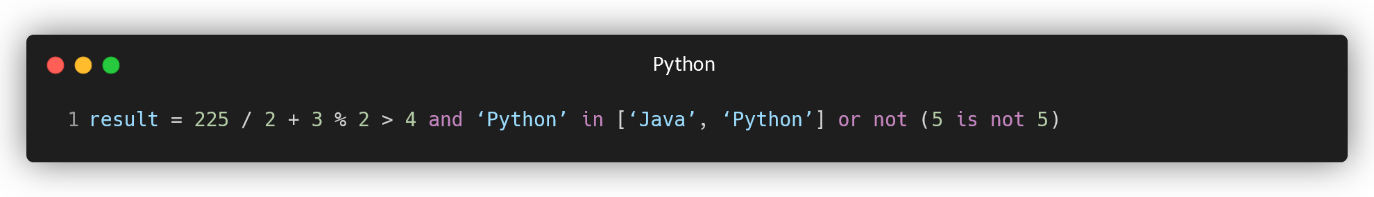 Python
1 result = 225 / 2 + 3 % 2 > 4 and ‘Python’ in [‘Java’, ‘Python’] or not (5 is not 5)